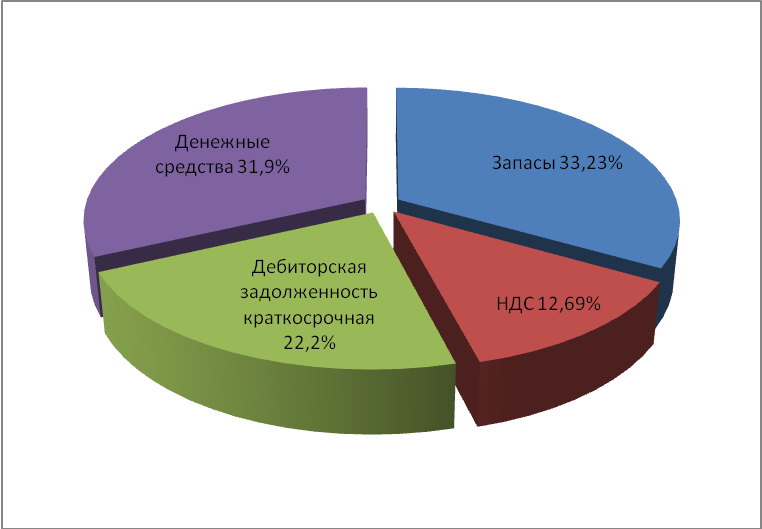 Денежные
средства 31,9%
Запасы 33,23%
Дебиторская
задолженность
краткосрочная
22,2%
НДС 12,69%